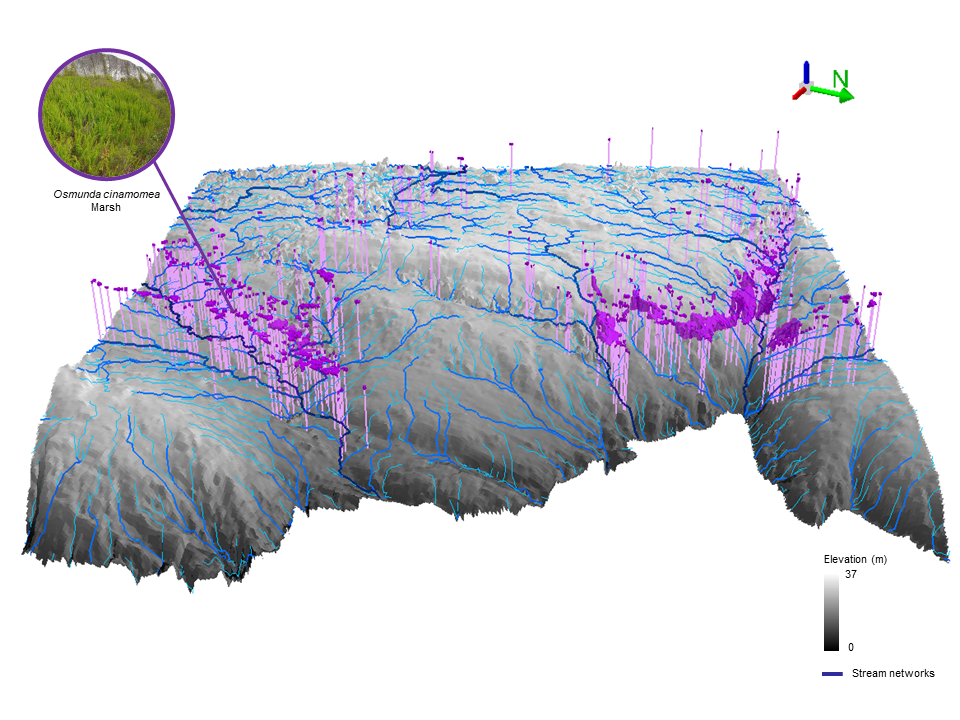 N
Osmunda cinamomea
Marsh
Elevation (m)
37
0
Stream networks